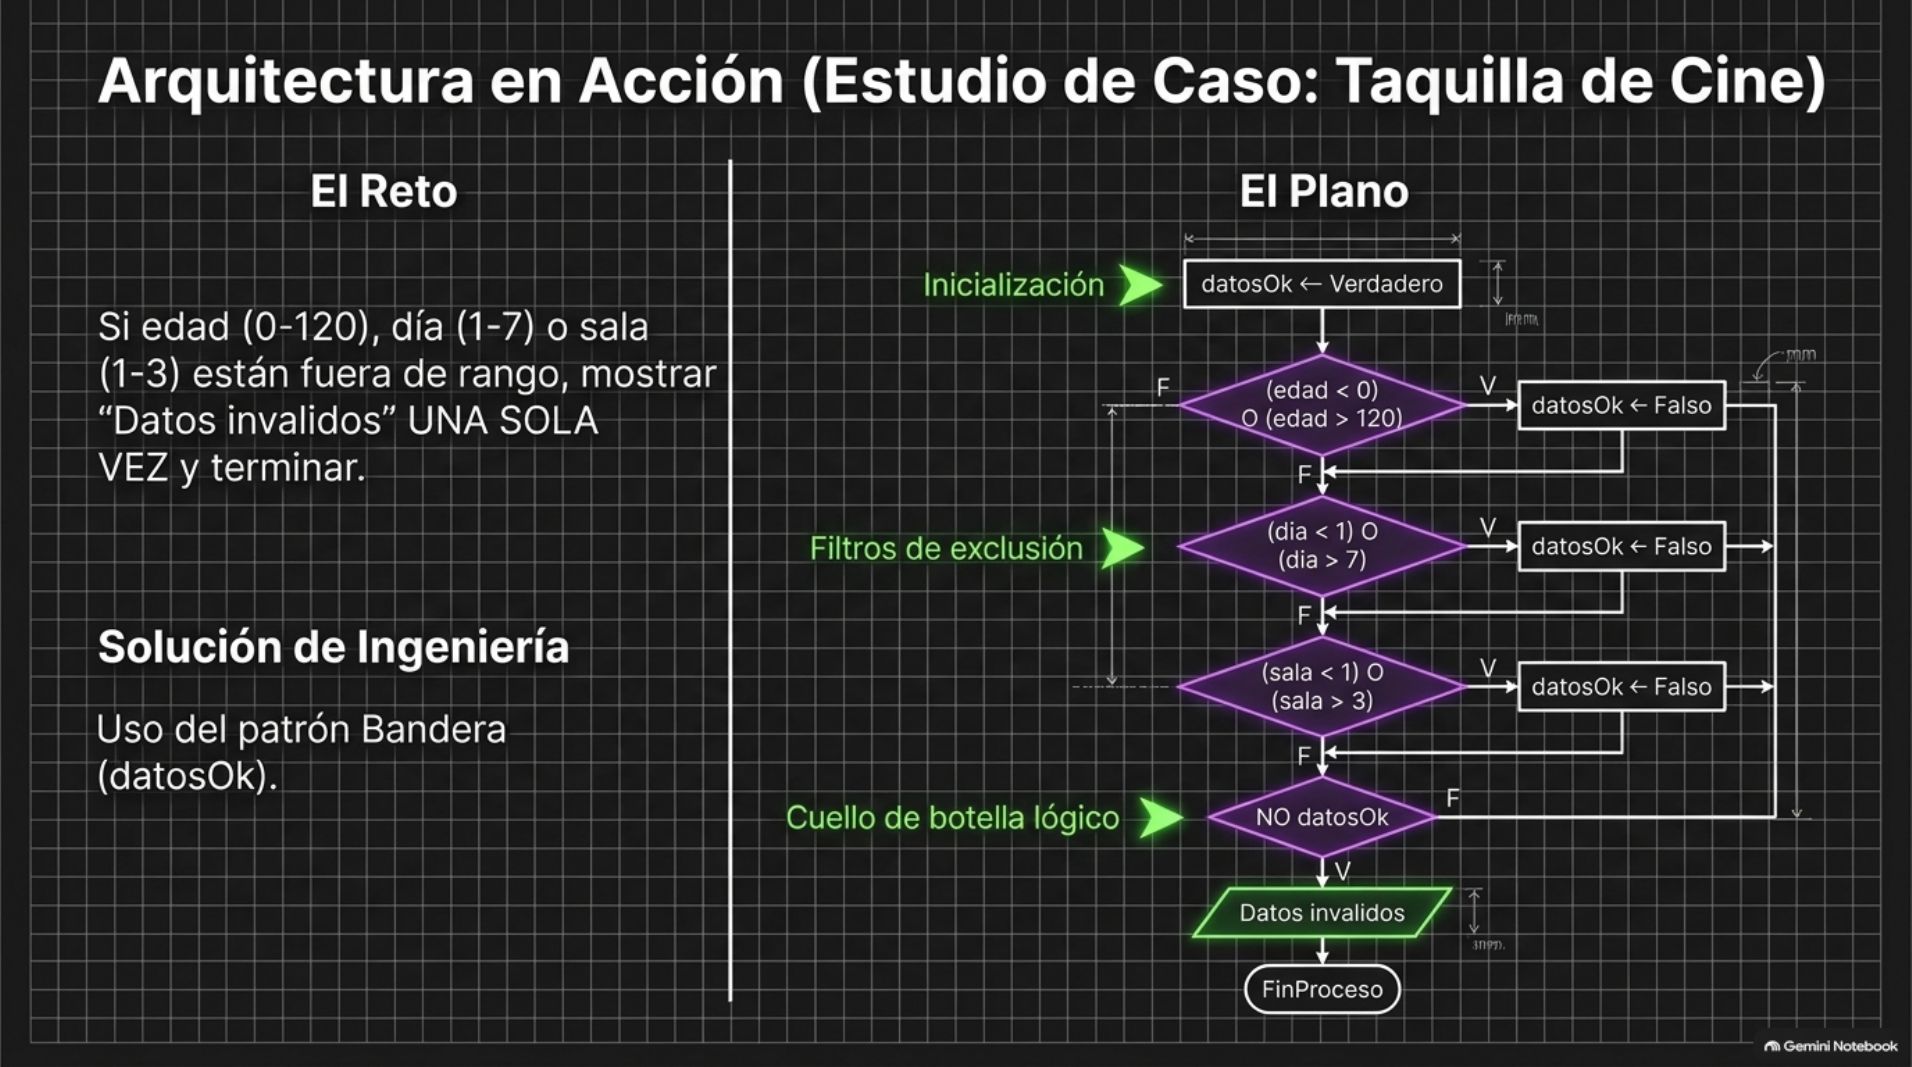 Arquitectura en Acción (Estudio de Caso: Taquilla de Cine)
El Reto
Si edad (0-120), día (1-7) o sala
(1-3) están fuera de rango, mostrar
“Datos invalidos” UNA SOLA
VEZ y terminar.
Solución de Ingeniería
Uso del patrón Bandera
(datosOk).
El Plano
Inicialización
datosOk ← Verdadero
F
(edad < 0)
O (edad > 120)
V
datosOk ← Falso
mm
F
Filtros de exclusión
(dia < 1) O
(dia > 7)
V
datosOk ← Falso
F
(sala < 1) O
(sala > 3)
V
datosOk ← Falso
F
Cuello de botella lógico
NO datosOk
F
V
Datos invalidos
FinProceso
Gemini Notebook